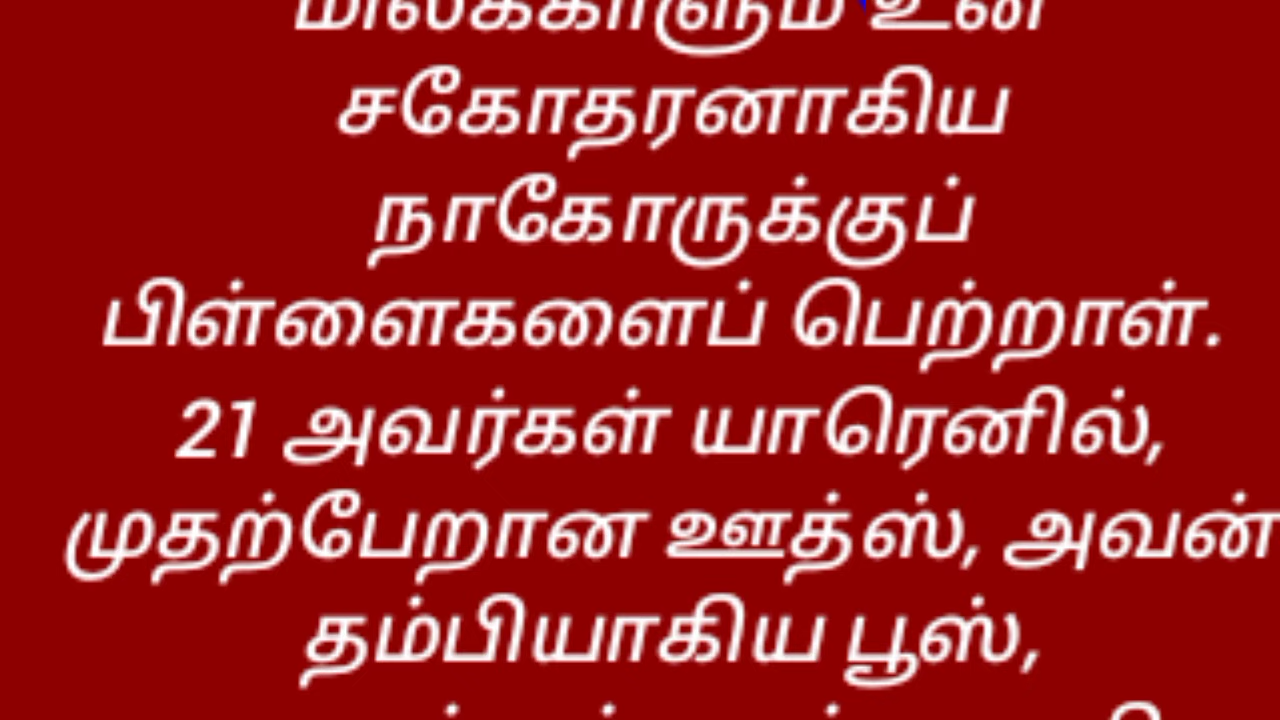 மில்க்காளும் உன்
சகோதரனாகிய
நாகோருக்குப்
பிள்ளைகளைப் பெற்றாள்.
21 அவர்கள் யாரெனில்,
முதற்பேறான ஊத்ஸ், அவன்
தம்பியாகிய பூஸ்,